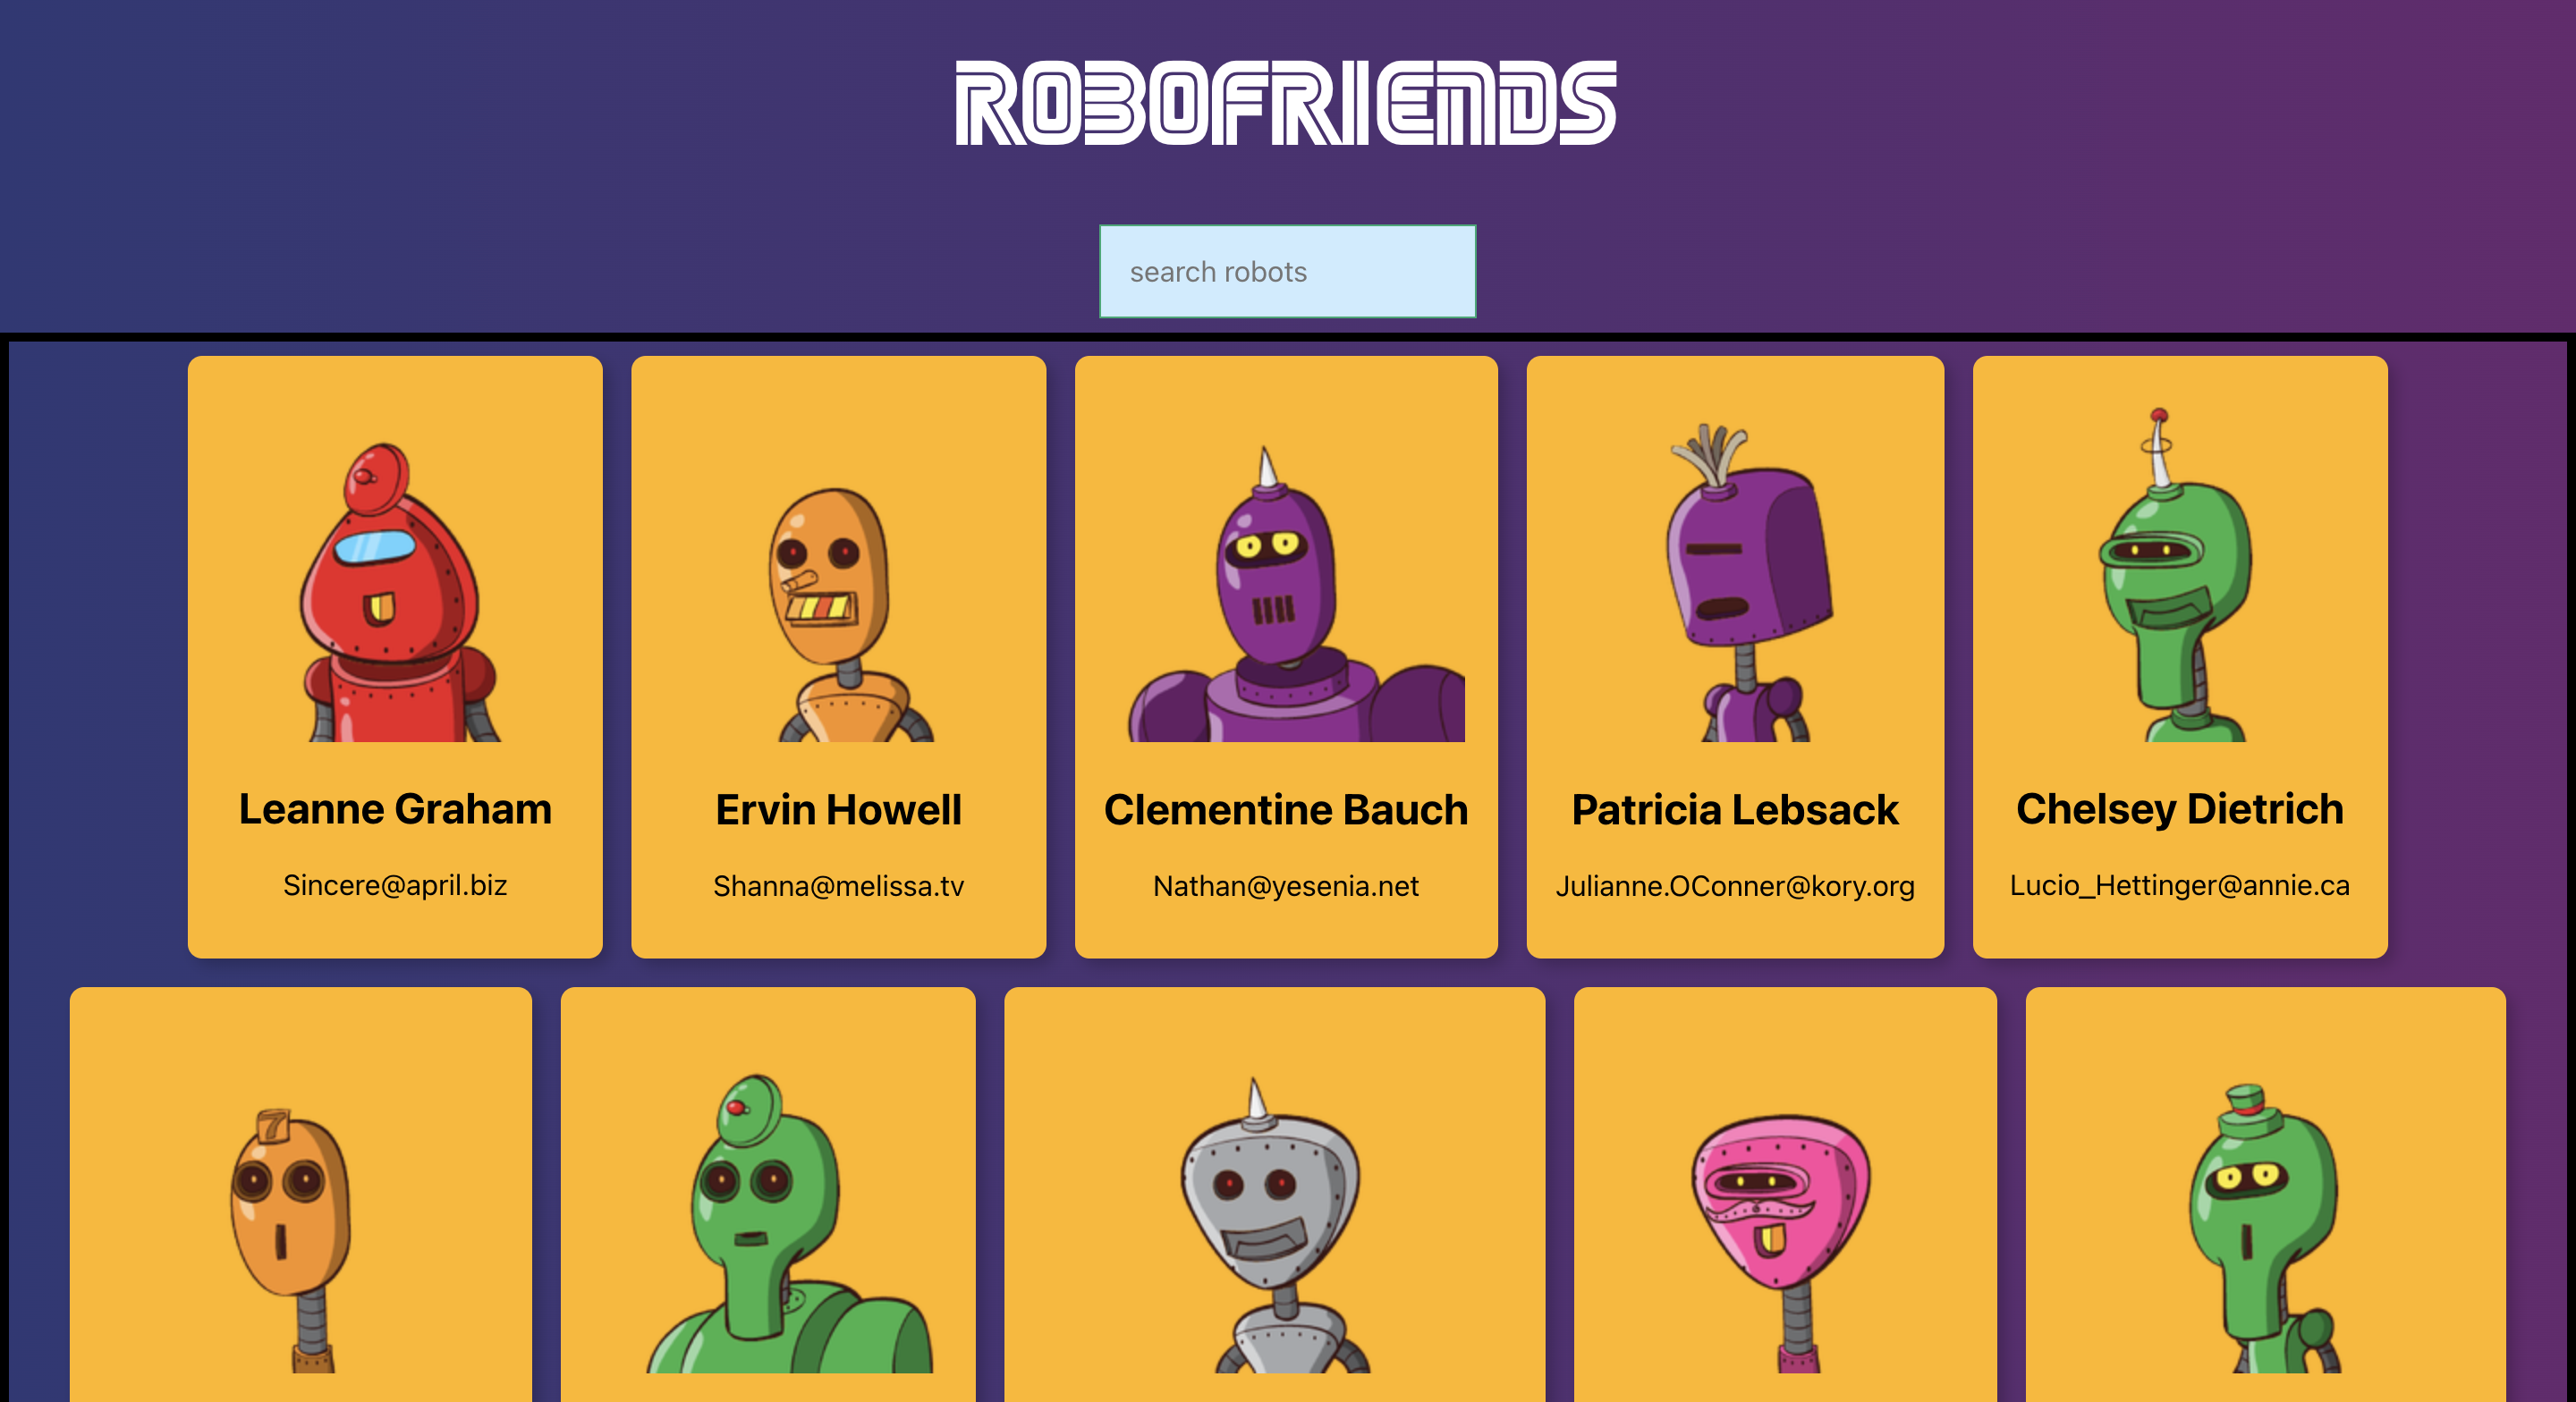 ROBOFRIENDS
search robots
Leanne Graham
Ervin Howell
Clementine Bauch
Patricia Lebsack
Chelsey Dietrich
Sincere@april.biz
Shanna@melissa.tv
Nathan@yesenia.net
Julianne.OConner@kory.org
Lucio_Hettinger@annie.ca
7